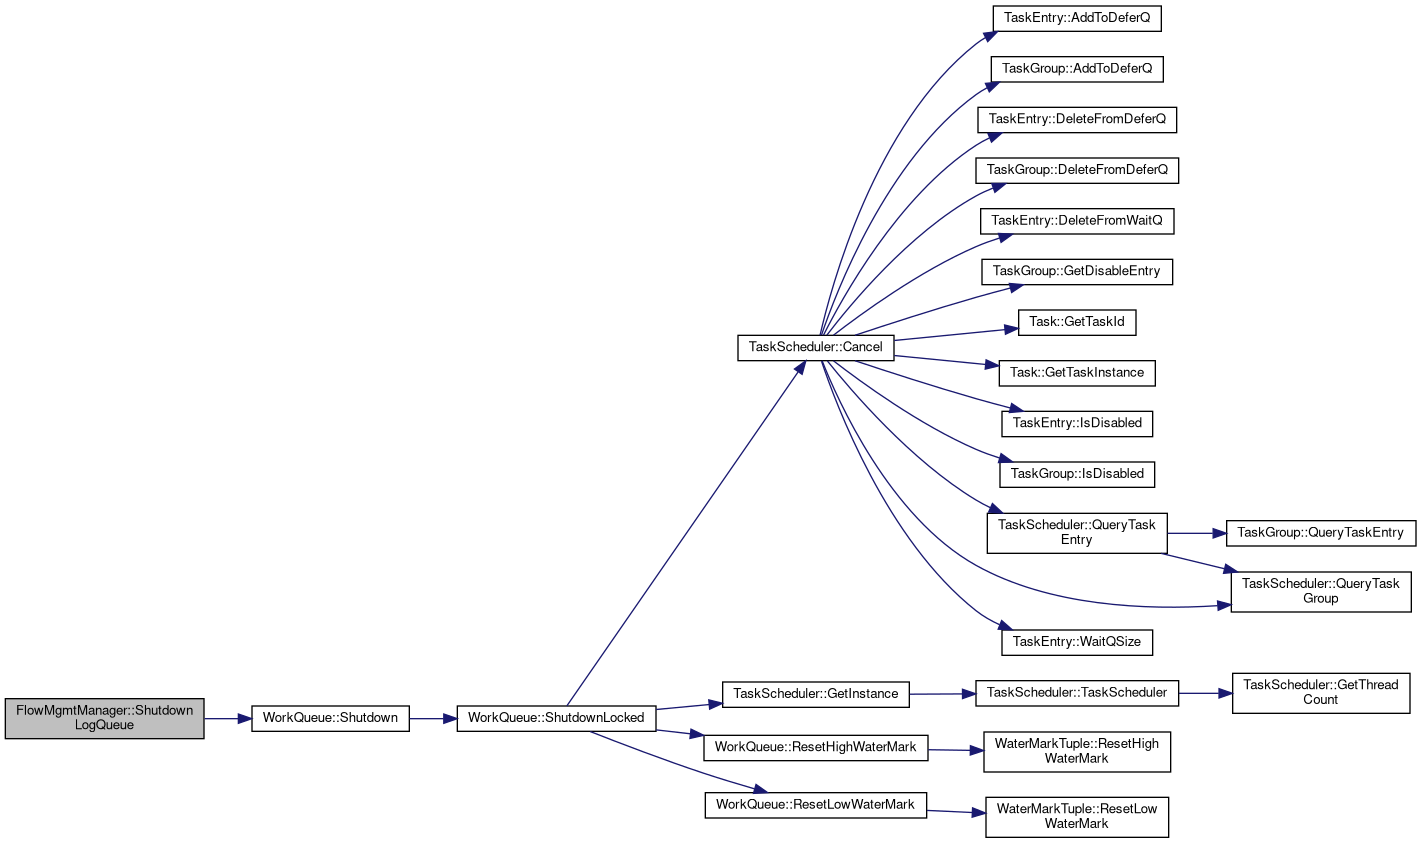 TaskEntry::AddToDeferQ
TaskGroup::AddToDeferQ
TaskEntry::DeleteFromDeferQ
TaskGroup::DeleteFromDeferQ
TaskEntry::DeleteFromWaitQ
TaskGroup::GetDisableEntry
Task::GetTaskId
TaskScheduler::Cancel
Task::GetTaskInstance
TaskEntry::IsDisabled
TaskGroup::IsDisabled
TaskScheduler::QueryTask
Entry
TaskGroup::QueryTaskEntry
TaskScheduler::QueryTask
Group
TaskEntry::WaitQSize
FlowMgmtManager::Shutdown
LogQueue
WorkQueue::Shutdown
WorkQueue::ShutdownLocked
TaskScheduler::GetInstance
TaskScheduler::TaskScheduler
TaskScheduler::GetThread
Count
WorkQueue::ResetHighWaterMark
WaterMarkTuple::ResetHigh
WaterMark
WorkQueue::ResetLowWaterMark
WaterMarkTuple::ResetLow
WaterMark